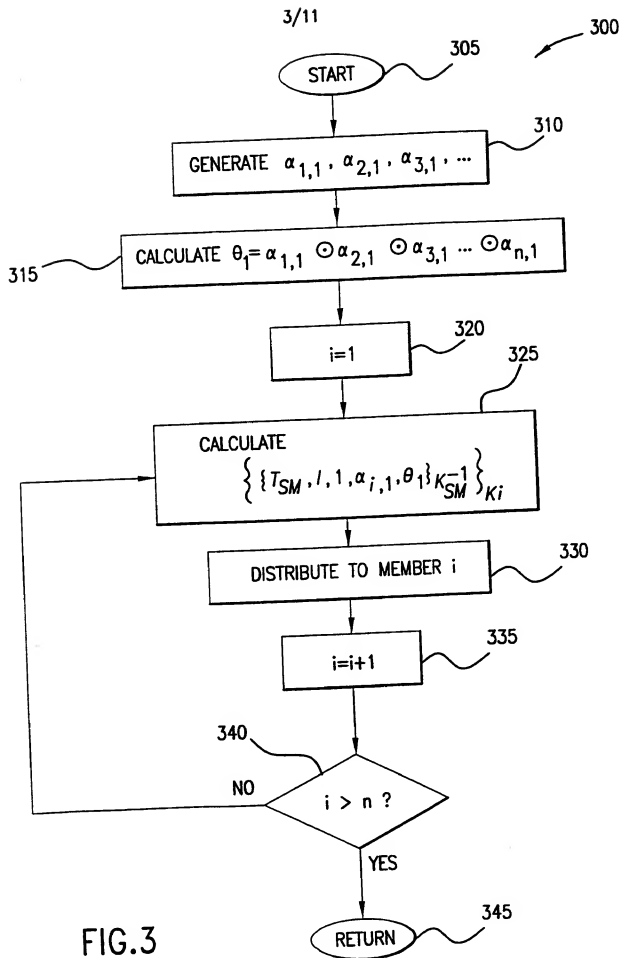 3/11
300
START
305
310
GENERATE α1,1 , α2,1 , α3,1 , ...
315
CALCULATE θ1= α1,1 ⊙ α2,1 ⊙ α3,1 ... ⊙ αn,1
320
i=1
325
CALCULATE
{ {TSM , I , 1 , αi,1 , θ1}K-1SM }Ki
DISTRIBUTE TO MEMBER i
330
i=i+1
335
340
NO
i > n ?
YES
RETURN
345
FIG.3